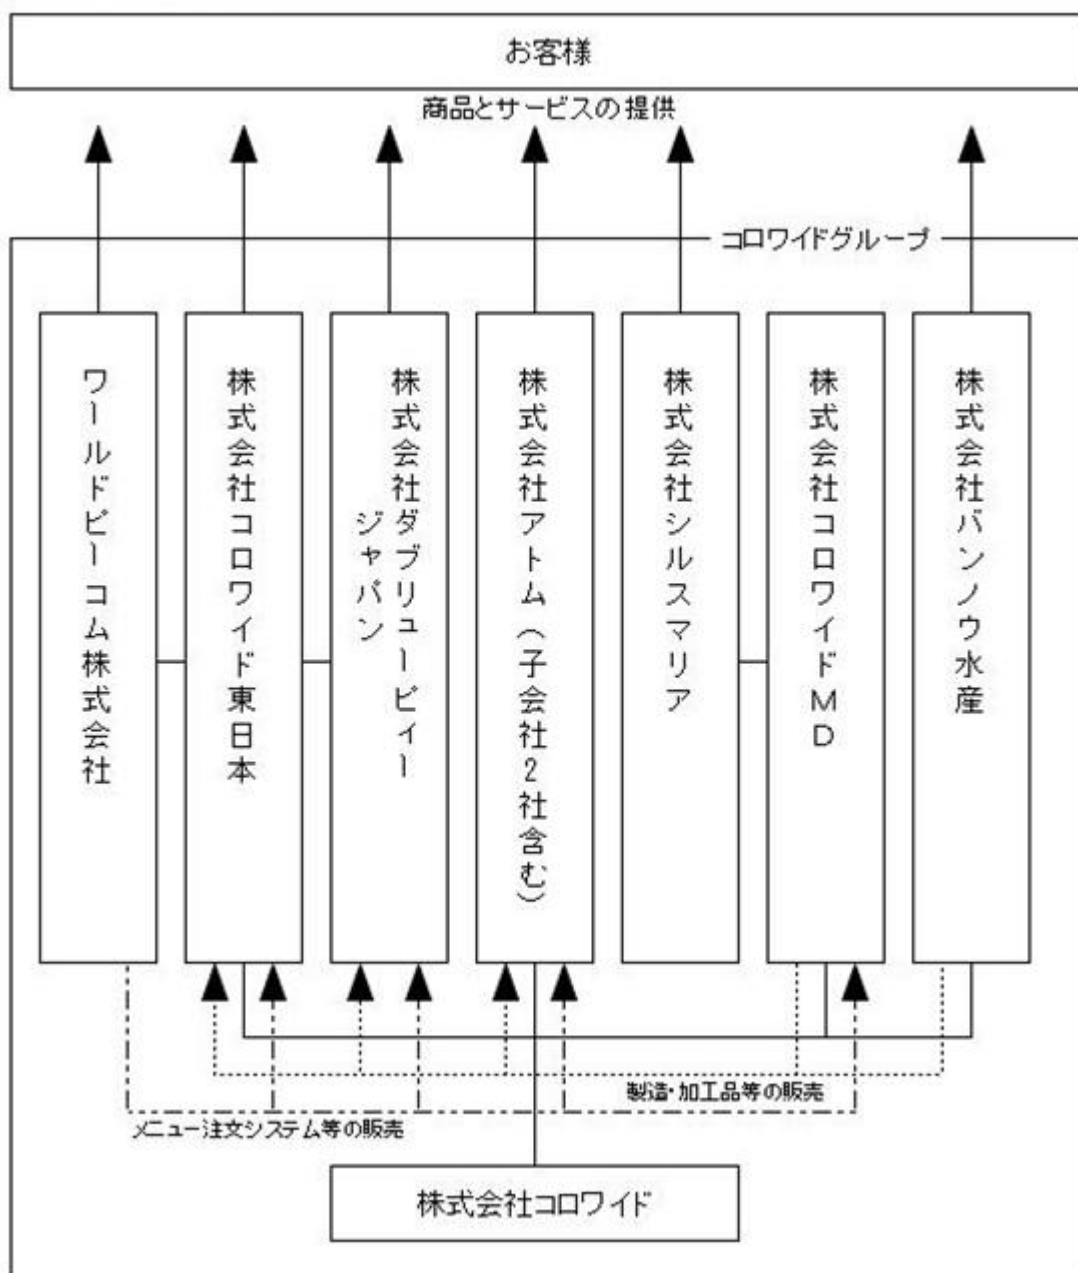 お客様
商品とサービスの提供
コロワイドグループ
ワールドピーコム株式会社
株式会社コロワイド東日本
株式会社ダブリューピィー
ジャパン
株式会社アトム(子会社2社含む)
株式会社シルスマリア
株式会社コロワイドMD
株式会社バンノウ水産
製造・加工品等の販売
メニュー注文システム等の販売
株式会社コロワイド